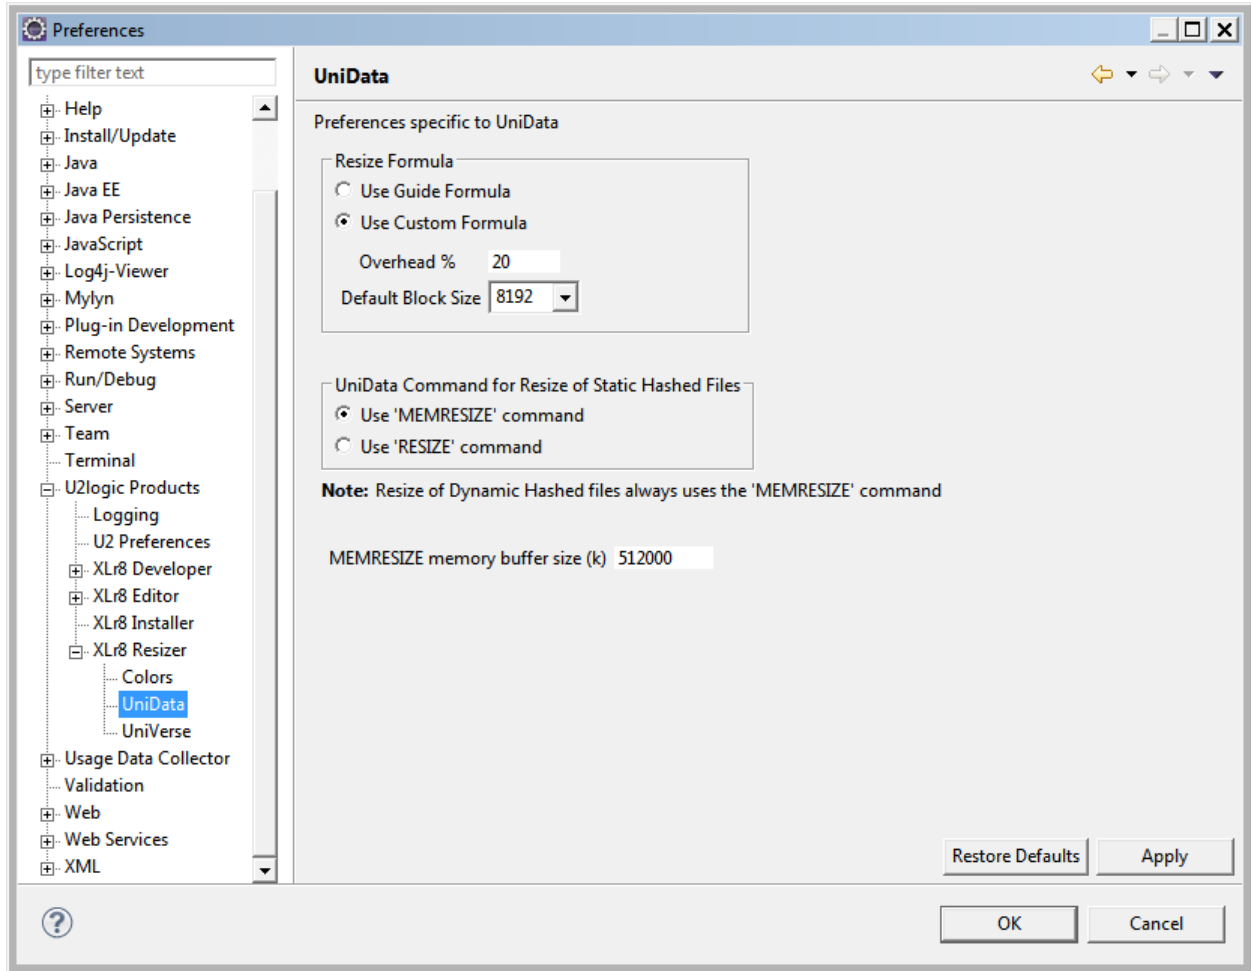 Preferences
type filter text
Help
Install/Update
Java
Java EE
Java Persistence
JavaScript
Log4j-Viewer
Mylyn
Plug-in Development
Remote Systems
Run/Debug
Server
Team
Terminal
U2logic Products
Logging
U2 Preferences
XLr8 Developer
XLr8 Editor
XLr8 Installer
XLr8 Resizer
Colors
UniData
UniVerse
Usage Data Collector
Validation
Web
Web Services
XML
UniData
Preferences specific to UniData
Resize Formula
Use Guide Formula
Use Custom Formula
Overhead % 20
Default Block Size 8192
UniData Command for Resize of Static Hashed Files
Use 'MEMRESIZE' command
Use 'RESIZE' command
Note: Resize of Dynamic Hashed files always uses the 'MEMRESIZE' command
MEMRESIZE memory buffer size (k) 512000
Restore Defaults Apply
? OK Cancel